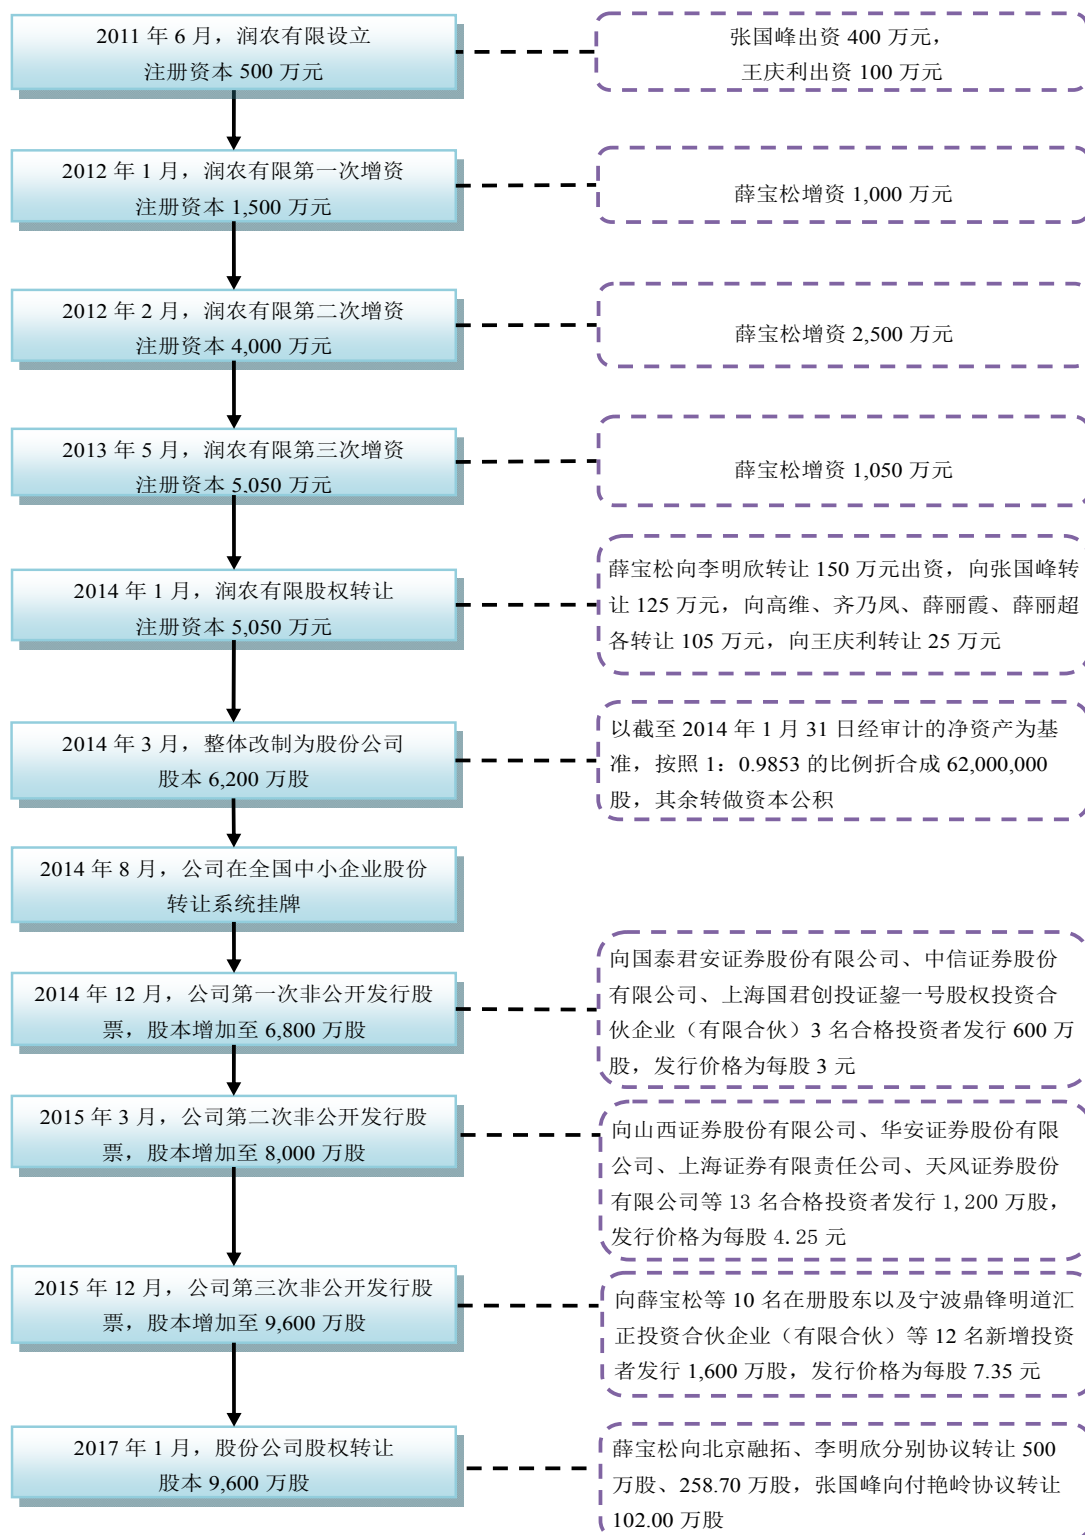 2011 年 6 月，润农有限设立
注册资本 500 万元
张国峰出资 400 万元，
王庆利出资 100 万元
2012 年 1 月，润农有限第一次增资
注册资本 1,500 万元
薛宝松增资 1,000 万元
2012 年 2 月，润农有限第二次增资
注册资本 4,000 万元
薛宝松增资 2,500 万元
2013 年 5 月，润农有限第三次增资
注册资本 5,050 万元
薛宝松增资 1,050 万元
2014 年 1 月，润农有限股权转让
注册资本 5,050 万元
薛宝松向李明欣转让 150 万元出资，向张国峰转
让 125 万元，向高维、齐乃凤、薛丽霞、薛丽超
各转让 105 万元，向王庆利转让 25 万元
2014 年 3 月，整体改制为股份公司
股本 6,200 万股
以截至 2014 年 1 月 31 日经审计的净资产为基
准，按照 1：0.9853 的比例折合成 62,000,000
股，其余转做资本公积
2014 年 8 月，公司在全国中小企业股份
转让系统挂牌
2014 年 12 月，公司第一次非公开发行股
票，股本增加至 6,800 万股
向国泰君安证券股份有限公司、中信证券股份
有限公司、上海国君创投证鋆一号股权投资合
伙企业（有限合伙）3 名合格投资者发行 600 万
股，发行价格为每股 3 元
2015 年 3 月，公司第二次非公开发行股
票，股本增加至 8,000 万股
向山西证券股份有限公司、华安证券股份有限
公司、上海证券有限责任公司、天风证券股份
有限公司等 13 名合格投资者发行 1,200 万股，
发行价格为每股 4.25 元
2015 年 12 月，公司第三次非公开发行股
票，股本增加至 9,600 万股
向薛宝松等 10 名在册股东以及宁波鼎锋明道汇
正投资合伙企业（有限合伙）等 12 名新增投资
者发行 1,600 万股，发行价格为每股 7.35 元
2017 年 1 月，股份公司股权转让
股本 9,600 万股
薛宝松向北京融拓、李明欣分别协议转让 500
万股、258.70 万股，张国峰向付艳岭协议转让
102.00 万股